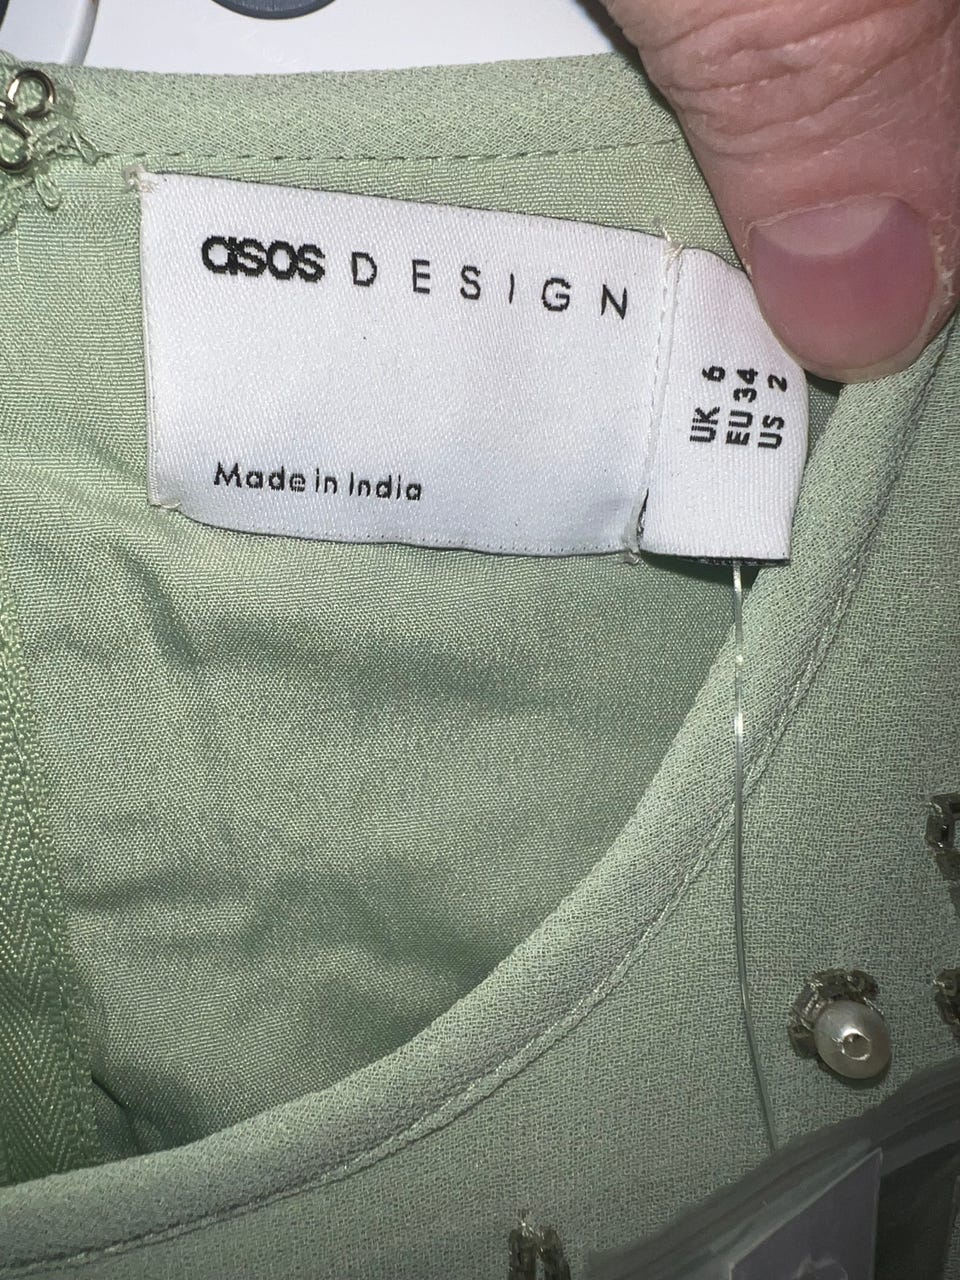 asos DESIGN
Made in India
UK 6
EU 34
US 2